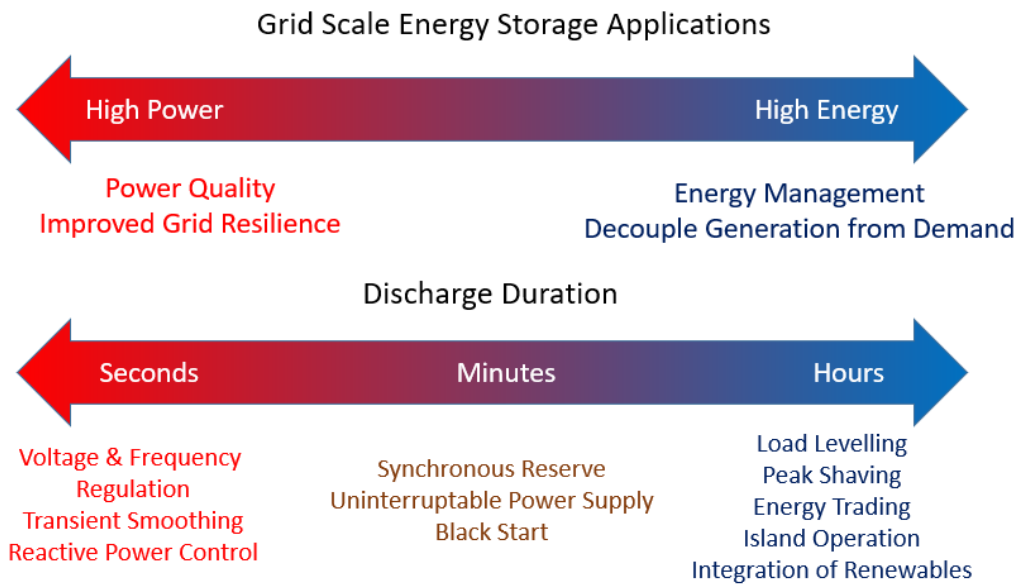 Grid Scale Energy Storage Applications
High Power
High Energy
Power Quality
Improved Grid Resilience
Energy Management
Decouple Generation from Demand
Discharge Duration
Seconds
Minutes
Hours
Voltage & Frequency
Regulation
Transient Smoothing
Reactive Power Control
Synchronous Reserve
Uninterruptable Power Supply
Black Start
Load Levelling
Peak Shaving
Energy Trading
Island Operation
Integration of Renewables